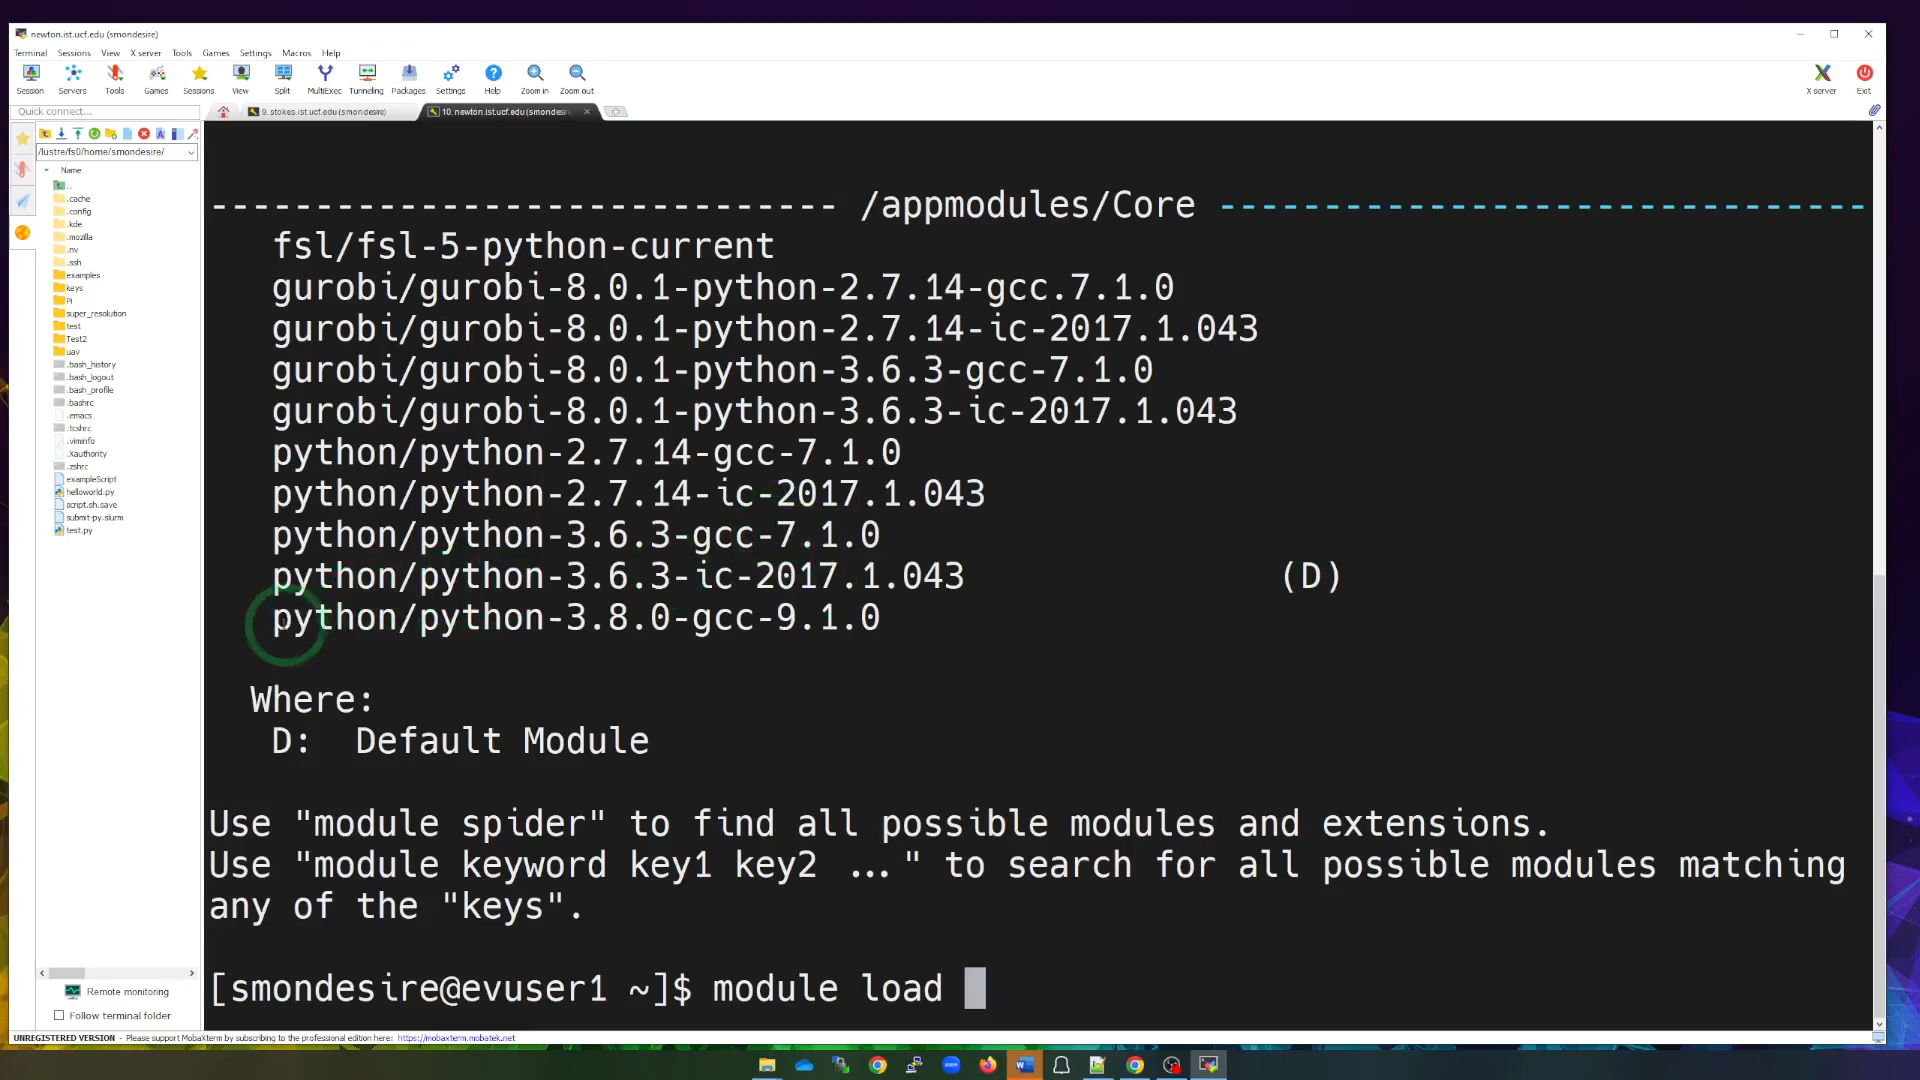 newton.ist.ucf.edu (smondesire)
Terminal Sessions View X server Tools Games Settings Macros Help
Session Servers Tools Games Sessions View Split MultiExec Tunneling Packages Settings Help Zoom in Zoom out X server Exit
Quick connect...
9. stokes.ist.ucf.edu (smondesire)
10. newton.ist.ucf.edu (smondesire
/lustre/fs0/home/smondesire/
Name
..
.cache
.config
.kde
.mozilla
.nv
.ssh
examples
keys
Pi
super_resolution
test
Test2
uav
.bash_history
.bash_logout
.bash_profile
.bashrc
.emacs
.tcshrc
.viminfo
.Xauthority
.zshrc
exampleScript
helloworld.py
script.sh.save
submit-py.slurm
test.py
Remote monitoring
Follow terminal folder
------------------------------ /appmodules/Core -------------------------------
fsl/fsl-5-python-current
gurobi/gurobi-8.0.1-python-2.7.14-gcc.7.1.0
gurobi/gurobi-8.0.1-python-2.7.14-ic-2017.1.043
gurobi/gurobi-8.0.1-python-3.6.3-gcc-7.1.0
gurobi/gurobi-8.0.1-python-3.6.3-ic-2017.1.043
python/python-2.7.14-gcc-7.1.0
python/python-2.7.14-ic-2017.1.043
python/python-3.6.3-gcc-7.1.0
python/python-3.6.3-ic-2017.1.043 (D)
python/python-3.8.0-gcc-9.1.0
Where:
D: Default Module
Use "module spider" to find all possible modules and extensions.
Use "module keyword key1 key2 ..." to search for all possible modules matching
any of the "keys".
[smondesire@evuser1 ~]$ module load
UNREGISTERED VERSION - Please support MobaXterm by subscribing to the professional edition here: https://mobaxterm.mobatek.net